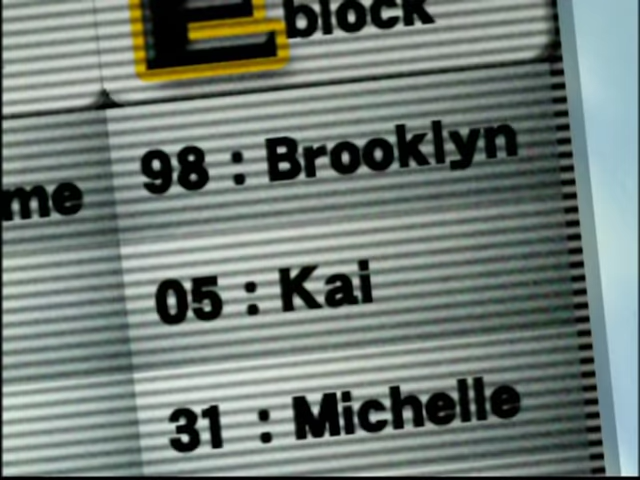 E block
me
98 : Brooklyn
05 : Kai
31 : Michelle